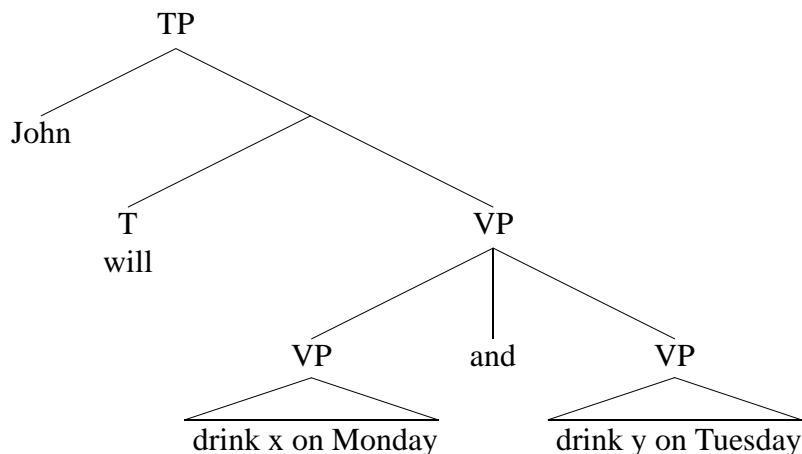 TP
John
T
VP
will
VP
and
VP
drink x on Monday
drink y on Tuesday